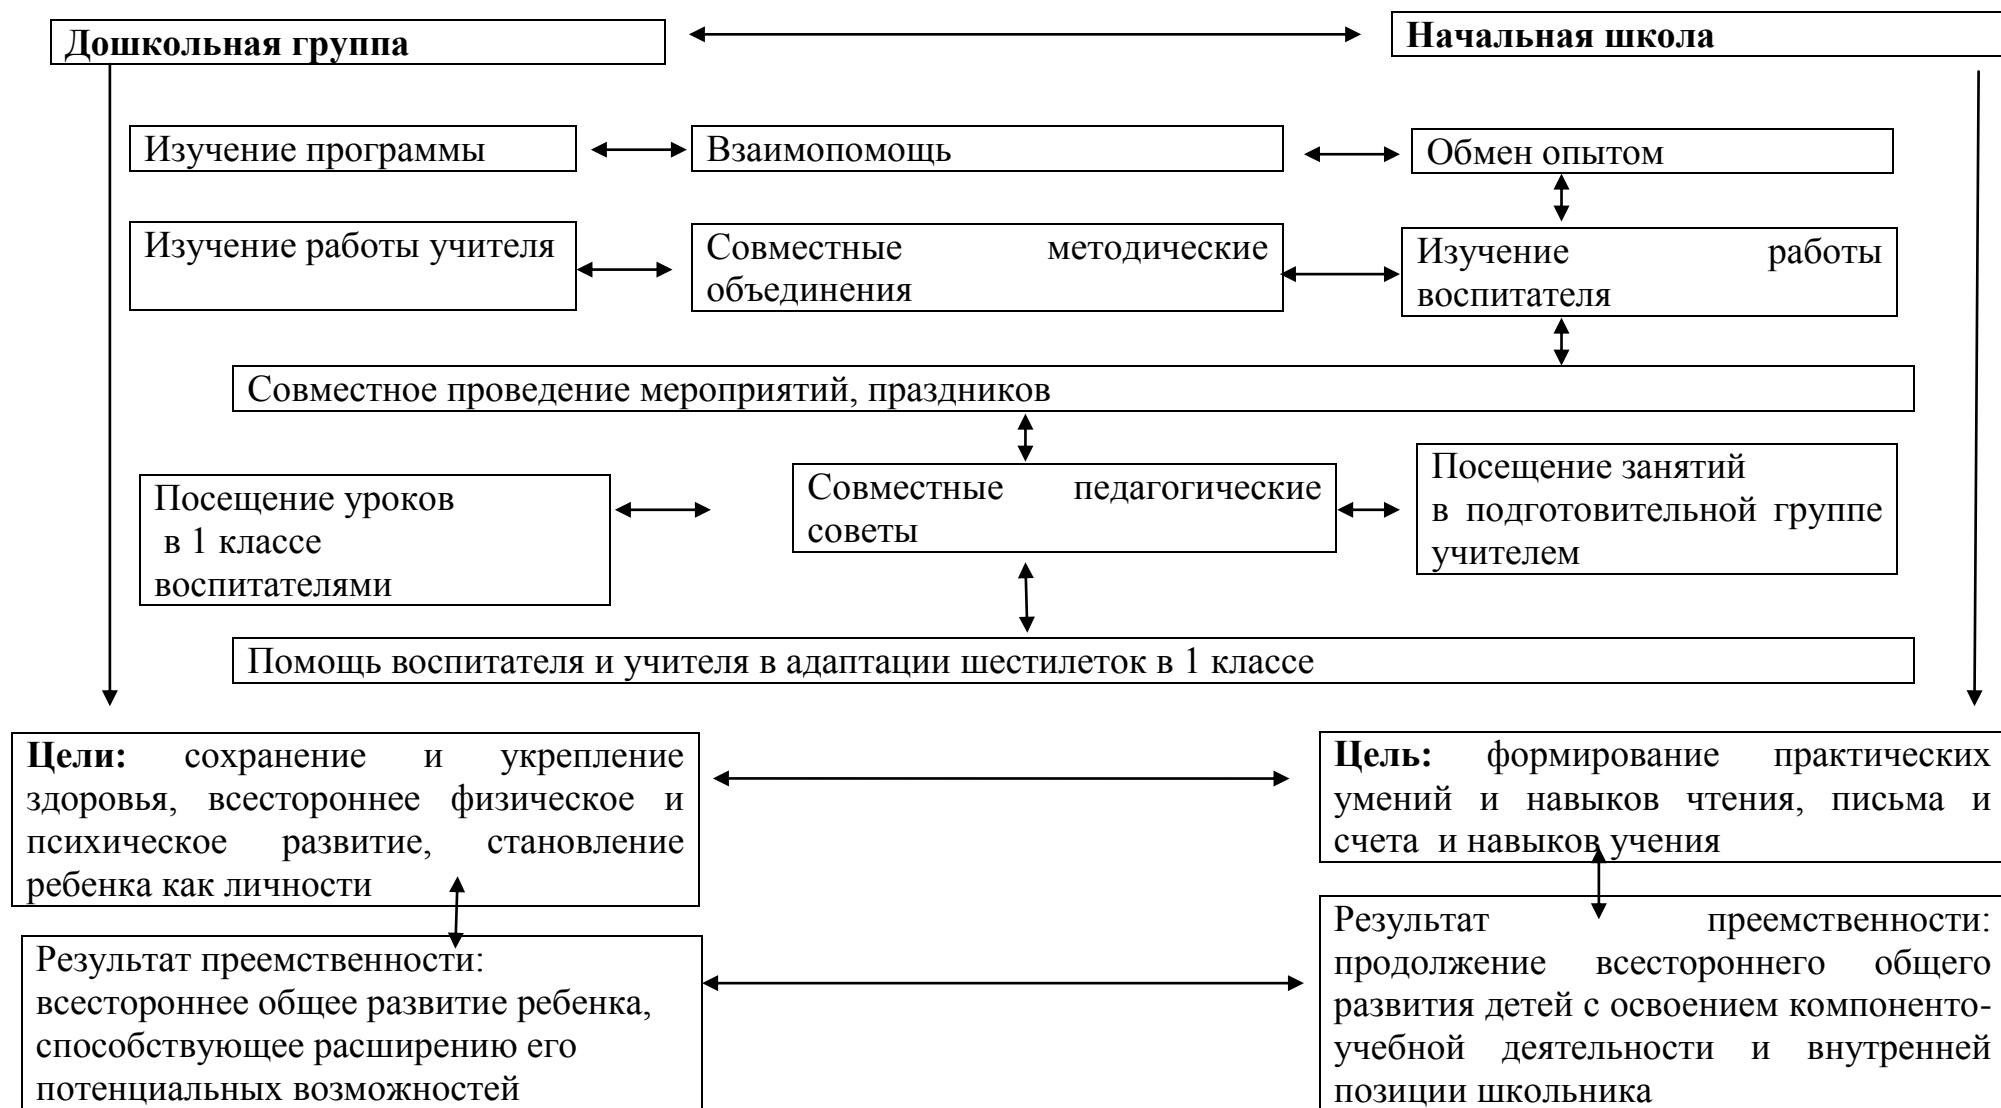 Дошкольная группа
Начальная школа
Изучение программы
Взаимопомощь
Обмен опытом
Изучение работы учителя
Совместные методические
объединения
Изучение работы
воспитателя
Совместное проведение мероприятий, праздников
Посещение уроков
в 1 классе
воспитателями
Совместные педагогические
советы
Посещение занятий
в подготовительной группе
учителем
Помощь воспитателя и учителя в адаптации шестилеток в 1 классе
Цели: сохранение и укрепление
здоровья, всестороннее физическое и
психическое развитие, становление
ребенка как личности
Цель: формирование практических
умений и навыков чтения, письма и
счета и навыков учения
Результат преемственности:
всестороннее общее развитие ребенка,
способствующее расширению его
потенциальных возможностей
Результат преемственности:
продолжение всестороннего общего
развития детей с освоением компоненто-
учебной деятельности и внутренней
позиции школьника